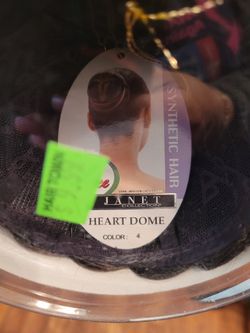 SYNTHETIC HAIR
HAIR TOWN
JANET
COLLECTION
HEART DOME
COLOR: 4